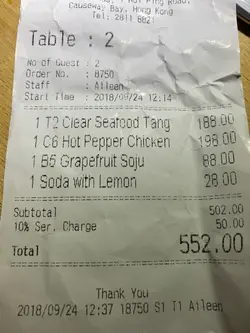 Causeway Bay, Hong Kong
Tel: 2811 8821
Table : 2
No of Guest : 2
Order No. : 8750
Staff : Aileen
Start Time : 2018/09/24 12:14
1 T2 Clear Seafood Tang 188.00
1 C6 Hot Pepper Chicken 198.00
1 B5 Grapefruit Soju 88.00
1 Soda with Lemon 28.00
Subtotal 502.00
10% Ser. Charge 50.00
Total 552.00
Thank You
2018/09/24 12:37 18750 S1 T1 Aileen